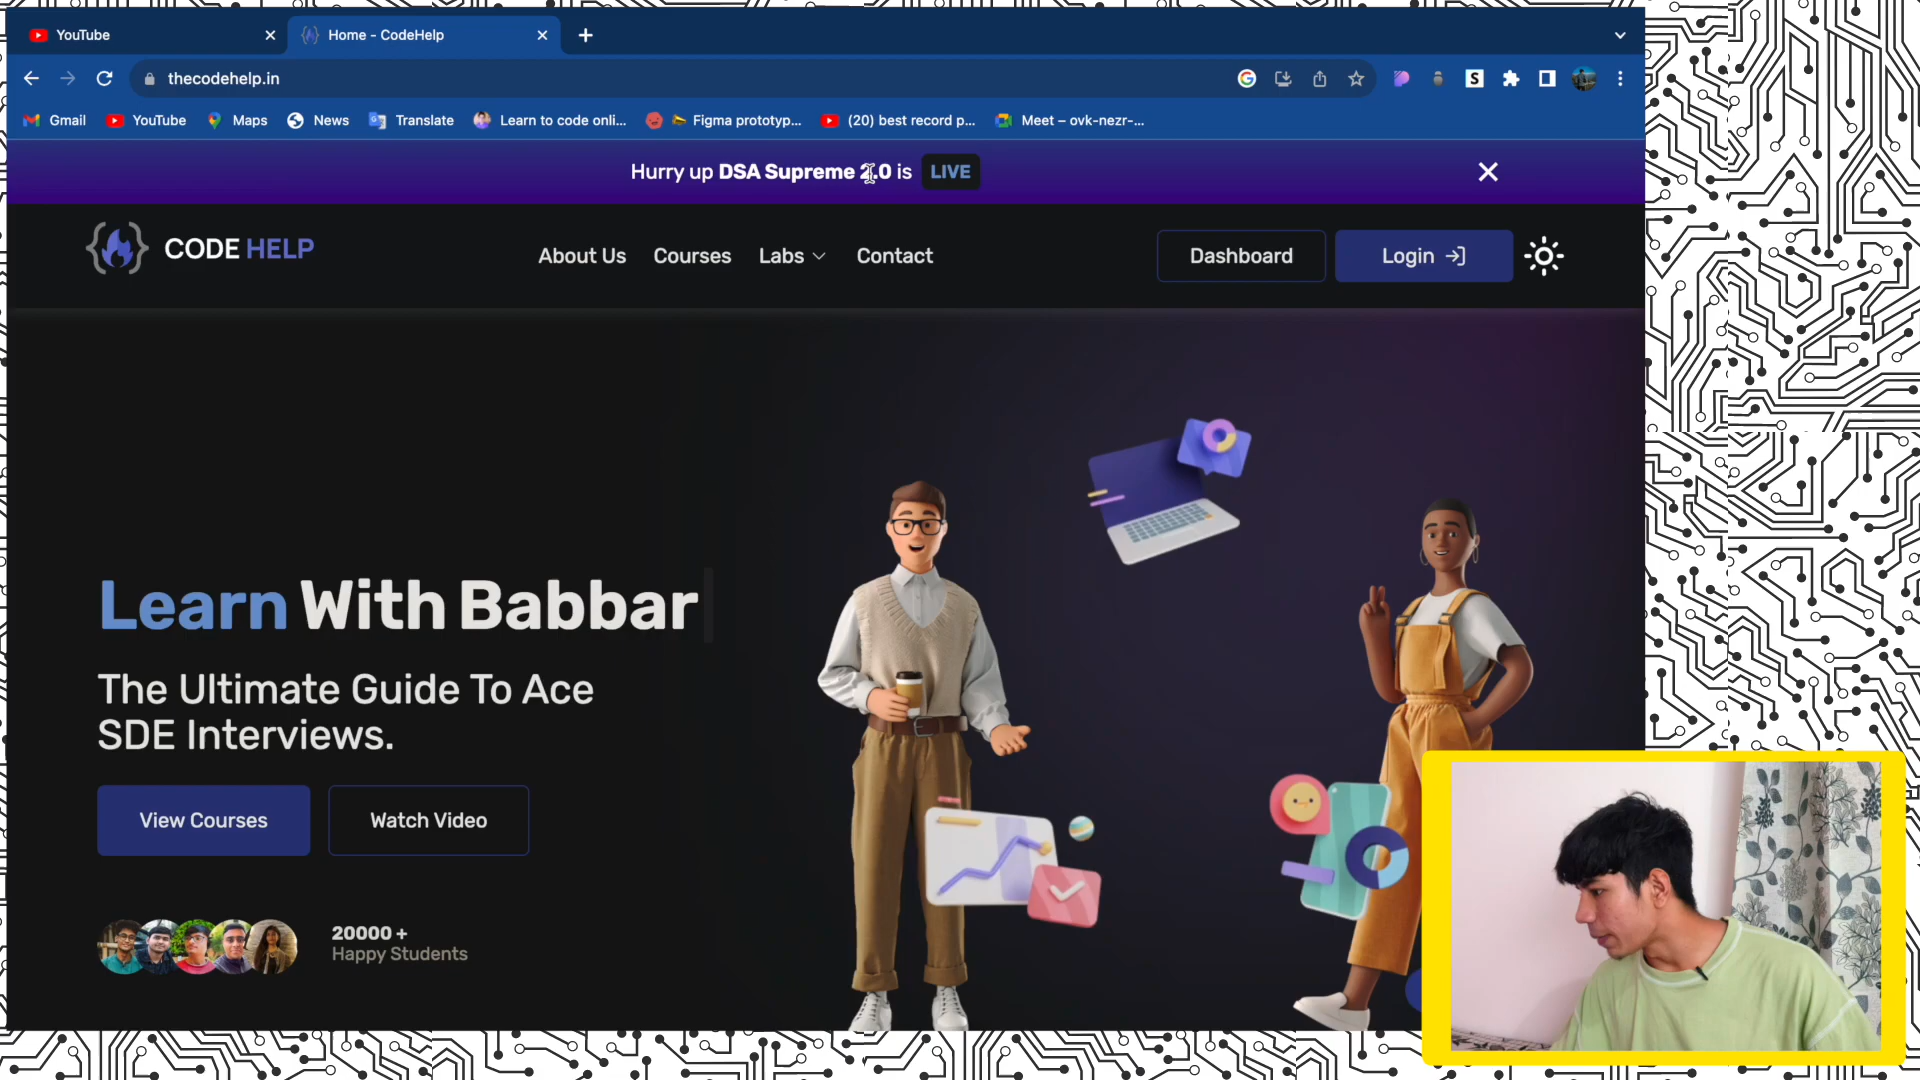 YouTube
Home - CodeHelp
thecodehelp.in
Gmail
YouTube
Maps
News
Translate
Learn to code onli...
Figma prototyp...
(20) best record p...
Meet – ovk-nezr-...
Hurry up DSA Supreme 2.0 is LIVE
CODE HELP
About Us
Courses
Labs
Contact
Dashboard
Login
Learn With Babbar
The Ultimate Guide To Ace
SDE Interviews.
View Courses
Watch Video
20000 +
Happy Students